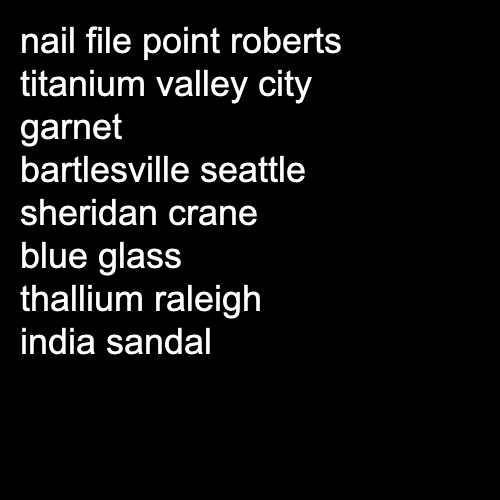 nail file point roberts
titanium valley city
garnet
bartlesville seattle
sheridan crane
blue glass
thallium raleigh
india sandal